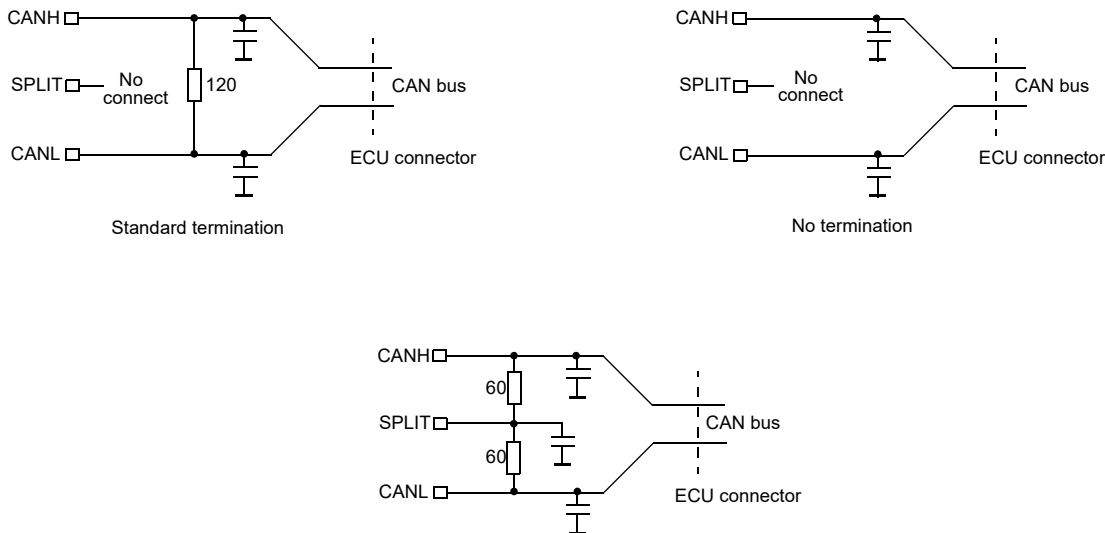 CANH
SPLIT
No
connect
120
CANL
CAN bus
ECU connector
Standard termination
CANH
SPLIT
No
connect
CANL
CAN bus
ECU connector
No termination
CANH
60
SPLIT
60
CANL
CAN bus
ECU connector